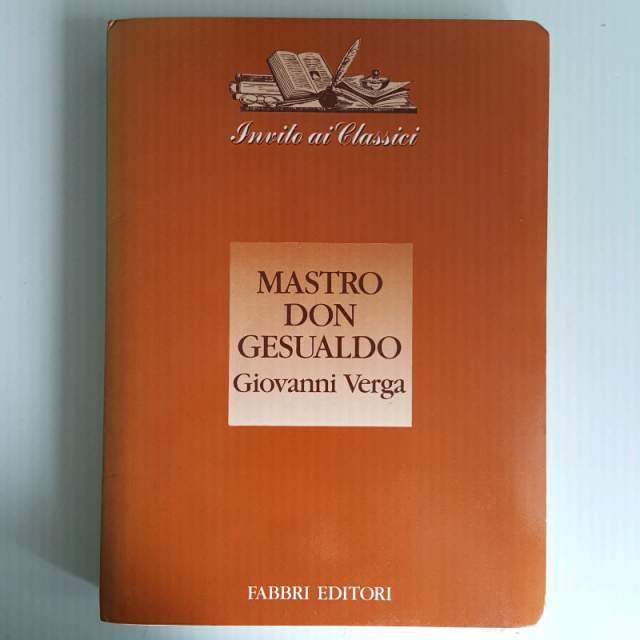 Invito ai Classici
MASTRO
DON
GESUALDO
Giovanni Verga
FABBRI EDITORI